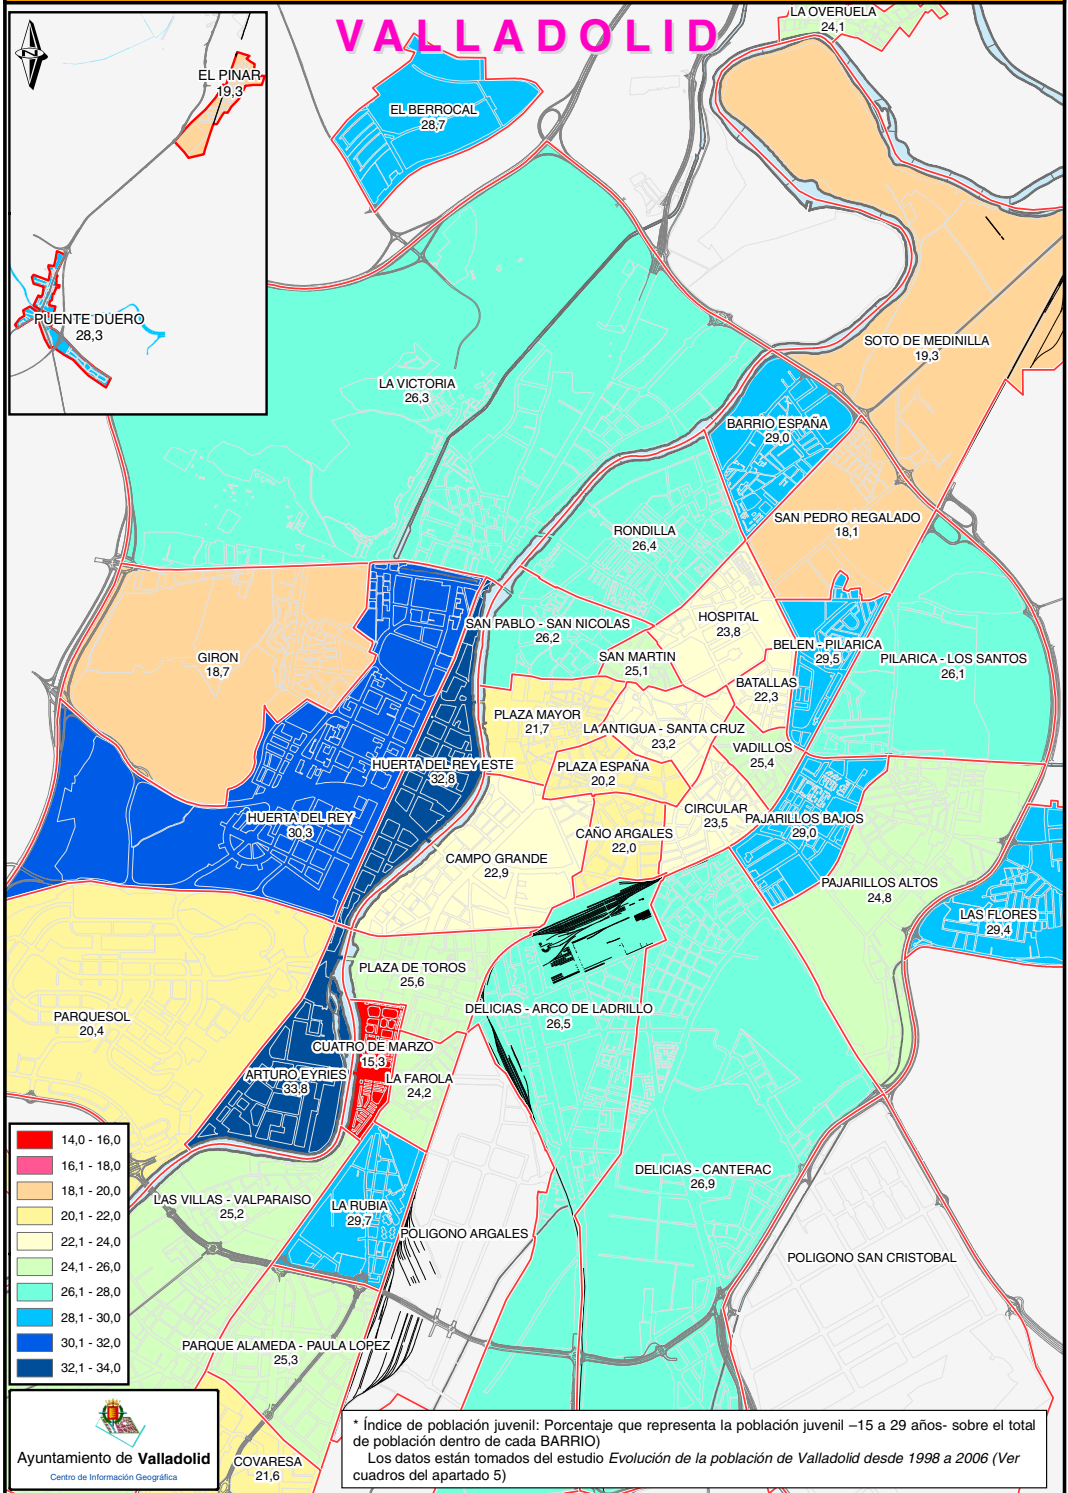 VALLADOLID
LA OVERUELA
24,1
N
EL PINAR
19,3
EL BERROCAL
28,7
PUENTE DUERO
28,3
SOTO DE MEDINILLA
19,3
LA VICTORIA
26,3
BARRIO ESPAÑA
29,0
SAN PEDRO REGALADO
18,1
RONDILLA
26,4
HOSPITAL
23,8
SAN PABLO - SAN NICOLAS
26,2
BELEN - PILARICA
29,5
SAN MARTIN
25,1
PILARICA - LOS SANTOS
26,1
GIRON
18,7
BATALLAS
22,3
PLAZA MAYOR
21,7
LA ANTIGUA - SANTA CRUZ
23,2
VADILLOS
25,4
HUERTA DEL REY ESTE
32,8
PLAZA ESPAÑA
20,2
CIRCULAR
23,5
HUERTA DEL REY
30,3
PAJARILLOS BAJOS
29,0
CAÑO ARGALES
22,0
CAMPO GRANDE
22,9
PAJARILLOS ALTOS
24,8
LAS FLORES
29,4
PLAZA DE TOROS
25,6
DELICIAS - ARCO DE LADRILLO
26,5
PARQUESOL
20,4
CUATRO DE MARZO
15,3
ARTURO EYRIES
33,8
LA FAROLA
24,2
DELICIAS - CANTERAC
26,9
LAS VILLAS - VALPARAISO
25,2
LA RUBIA
29,7
POLIGONO ARGALES
POLIGONO SAN CRISTOBAL
PARQUE ALAMEDA - PAULA LOPEZ
25,3
COVARESA
21,6
14,0 - 16,0
16,1 - 18,0
18,1 - 20,0
20,1 - 22,0
22,1 - 24,0
24,1 - 26,0
26,1 - 28,0
28,1 - 30,0
30,1 - 32,0
32,1 - 34,0
Ayuntamiento de Valladolid
Centro de Información Geográfica
* Índice de población juvenil: Porcentaje que representa la población juvenil –15 a 29 años- sobre el total
de población dentro de cada BARRIO)
Los datos están tomados del estudio Evolución de la población de Valladolid desde 1998 a 2006 (Ver
cuadros del apartado 5)